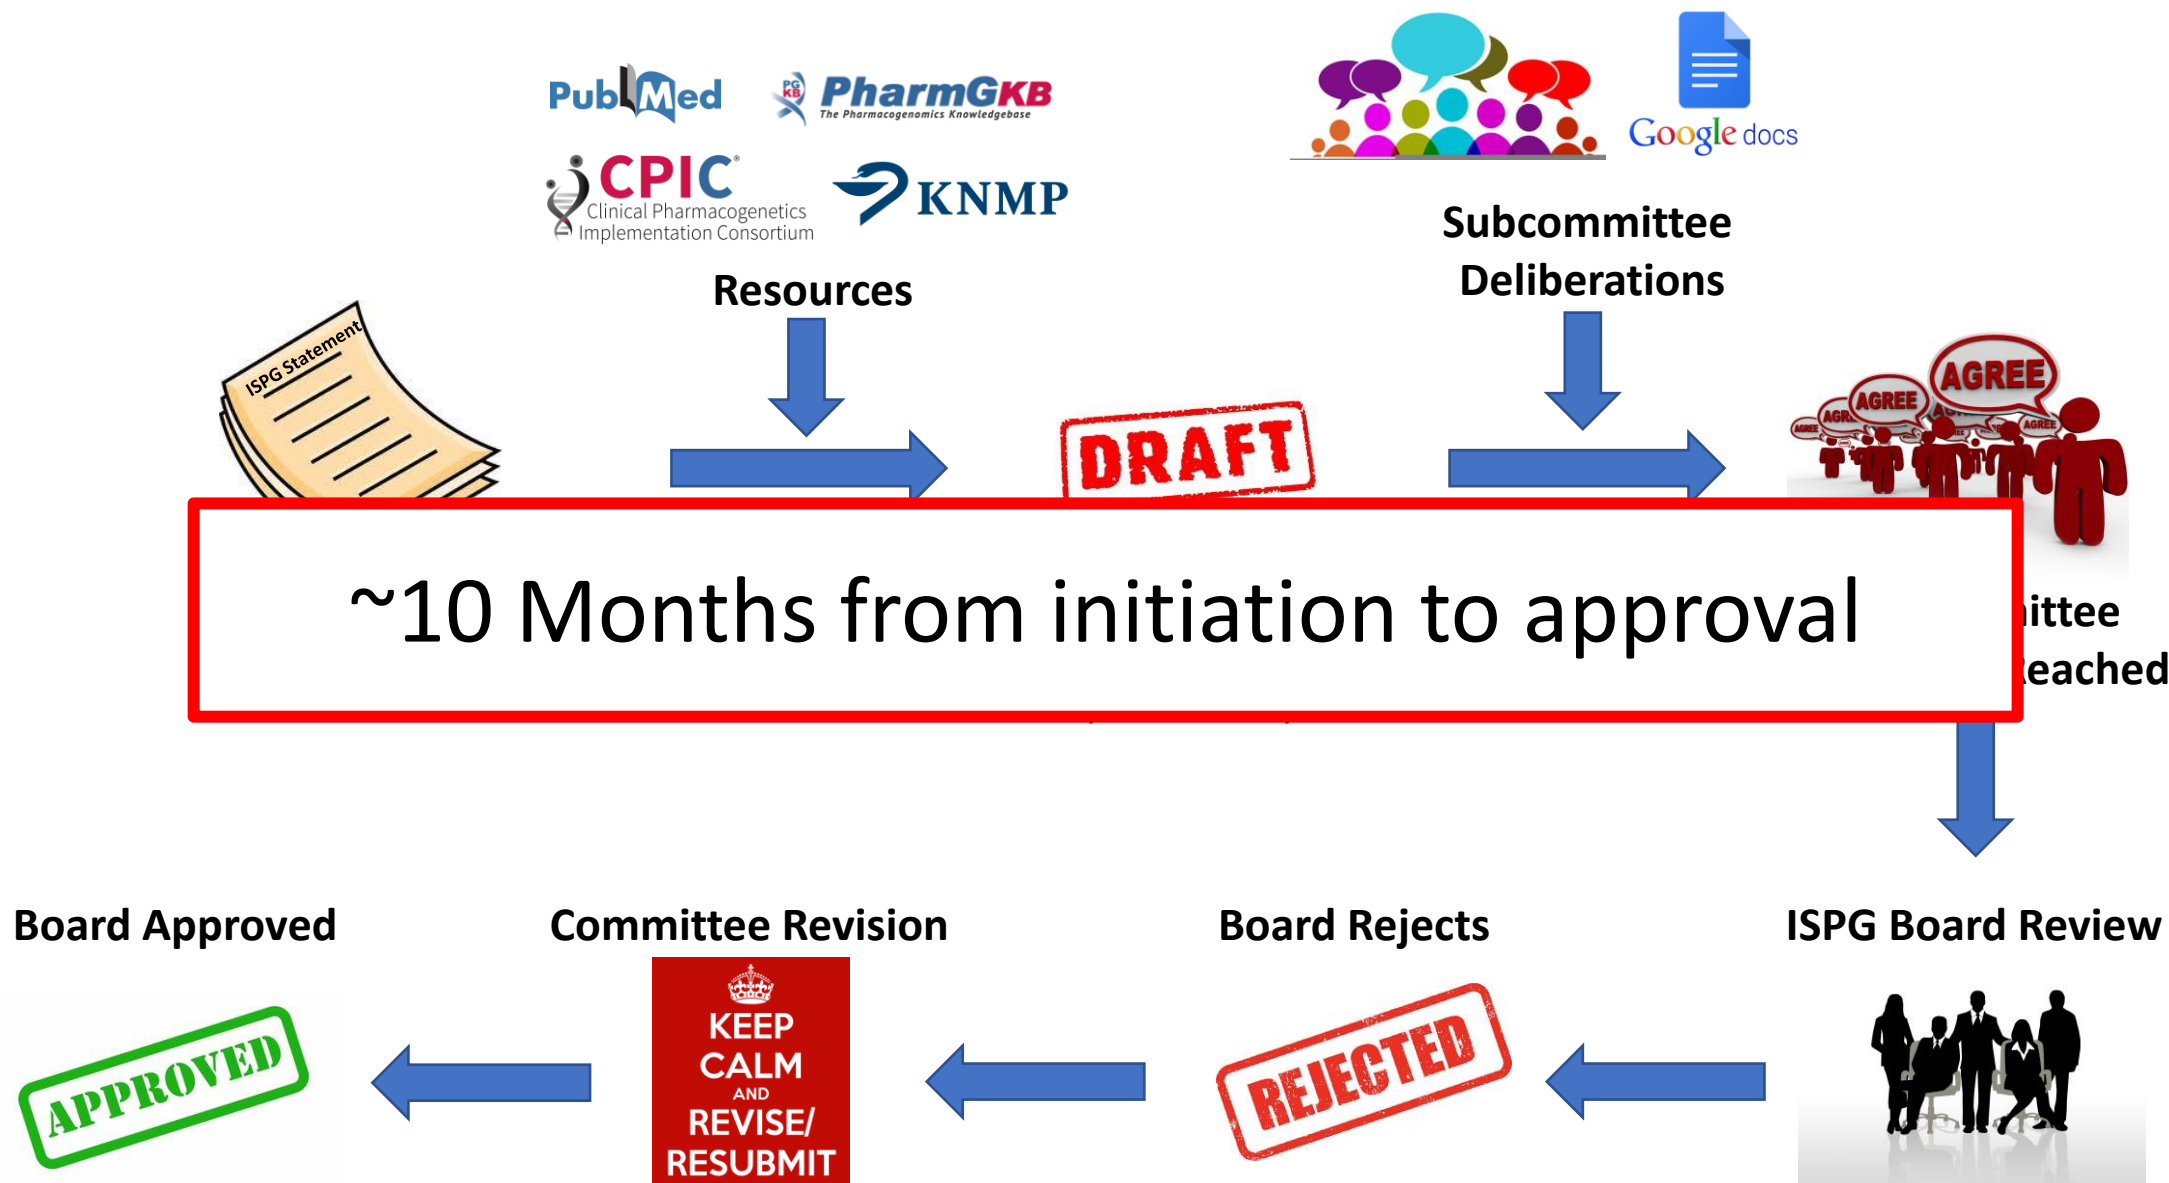 PubMed
PGKB PharmGKB
The Pharmacogenomics Knowledgebase
CPIC®
Clinical Pharmacogenetics
Implementation Consortium
KNMP
Resources
Google docs
Subcommittee
Deliberations
ISPG Statement
DRAFT
AGREE
AGREE
AGREE
AGREE
~10 Months from initiation to approval
ISPG Board Review
Board Rejects
REJECTED
Committee Revision
KEEP
CALM
AND
REVISE/
RESUBMIT
Board Approved
APPROVED